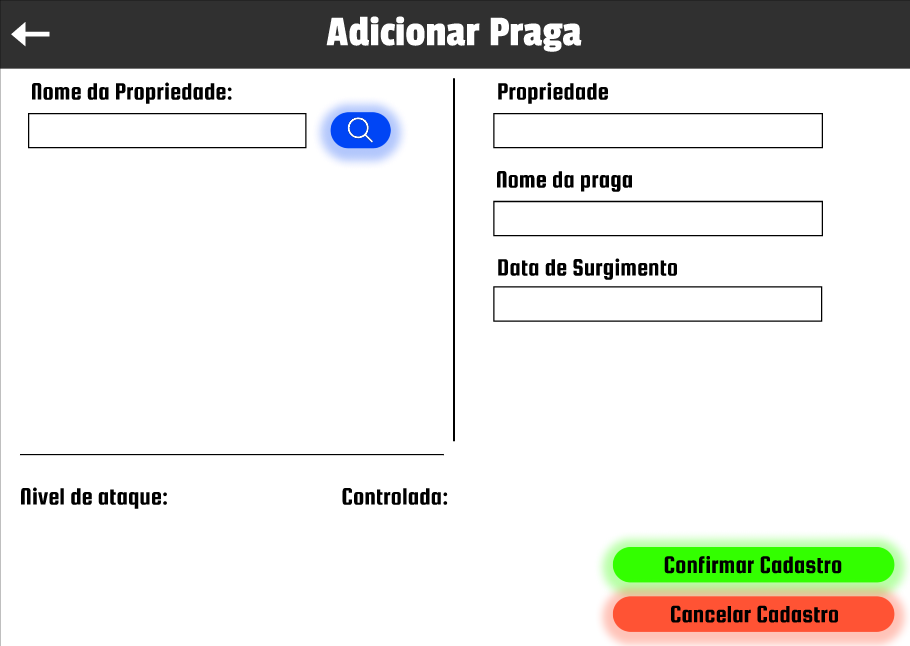 Adicionar Praga
Nome da Propriedade:
Propriedade
Nome da praga
Data de Surgimento
Nivel de ataque:
Controlada:
Confirmar Cadastro
Cancelar Cadastro